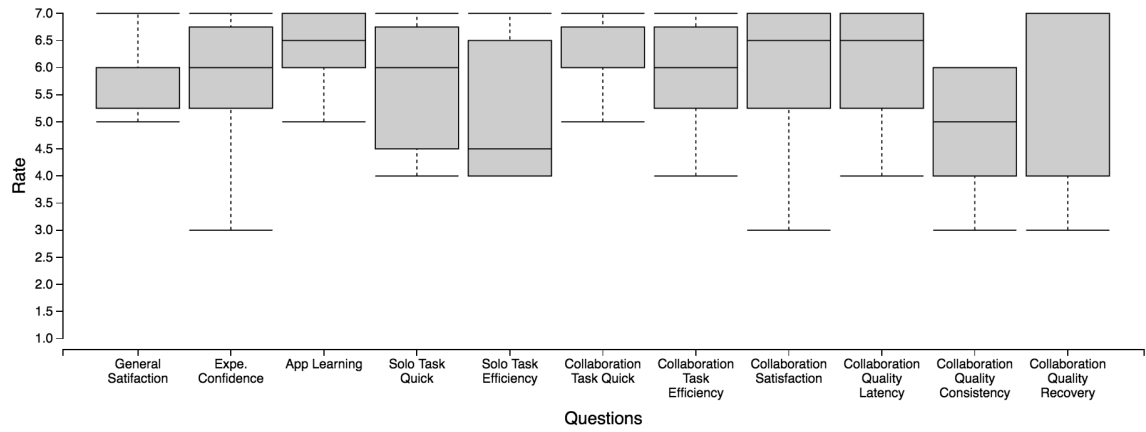 7.0
6.5
6.0
5.5
5.0
4.5
4.0
3.5
3.0
2.5
2.0
1.5
1.0
Rate
General
Satifaction
Expe.
Confidence
App Learning
Solo Task
Quick
Solo Task
Efficiency
Collaboration
Task Quick
Collaboration
Task
Efficiency
Collaboration
Satisfaction
Collaboration
Quality
Latency
Collaboration
Quality
Consistency
Collaboration
Quality
Recovery
Questions